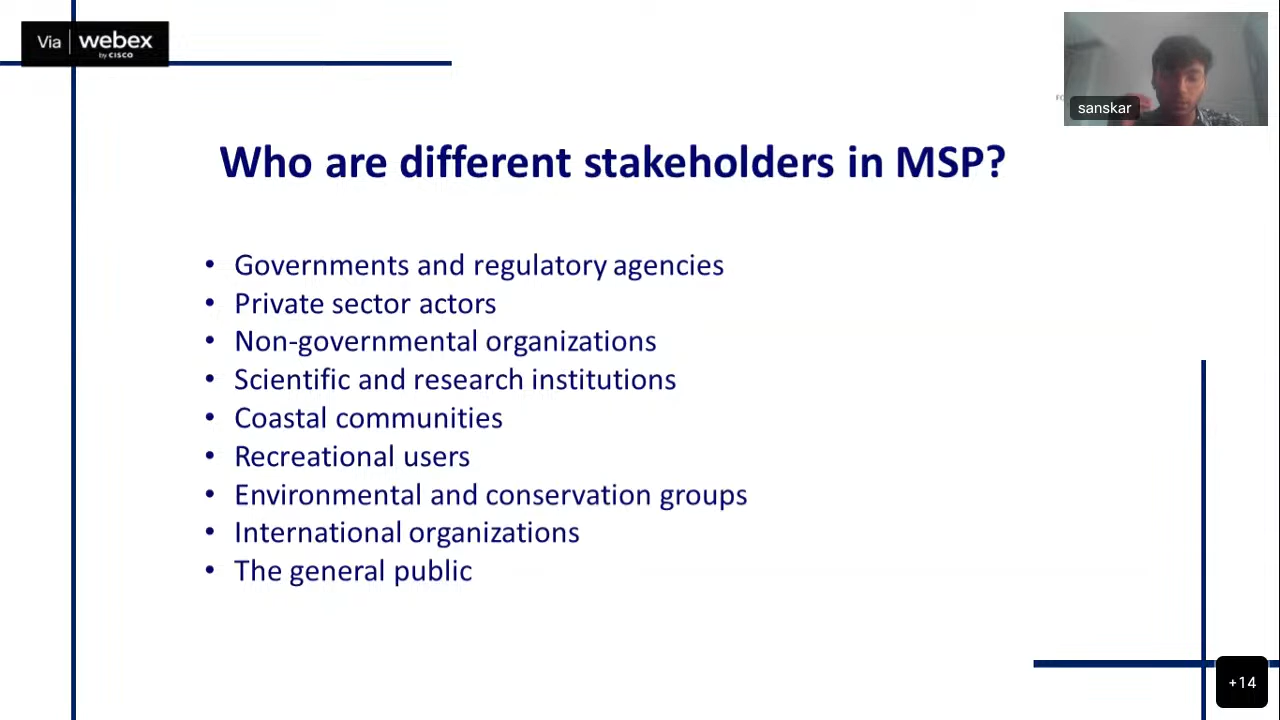 Via webex
by CISCO
sanskar
Who are different stakeholders in MSP?
• Governments and regulatory agencies
• Private sector actors
• Non-governmental organizations
• Scientific and research institutions
• Coastal communities
• Recreational users
• Environmental and conservation groups
• International organizations
• The general public
+14